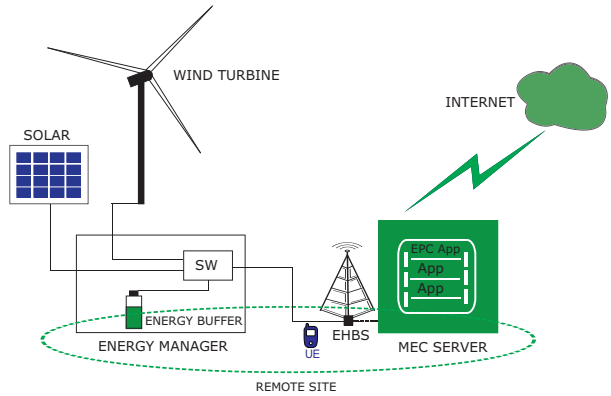 WIND TURBINE
INTERNET
SOLAR
EPC App
App
App
SW
ENERGY BUFFER
ENERGY MANAGER
UE
EHBS
MEC SERVER
REMOTE SITE